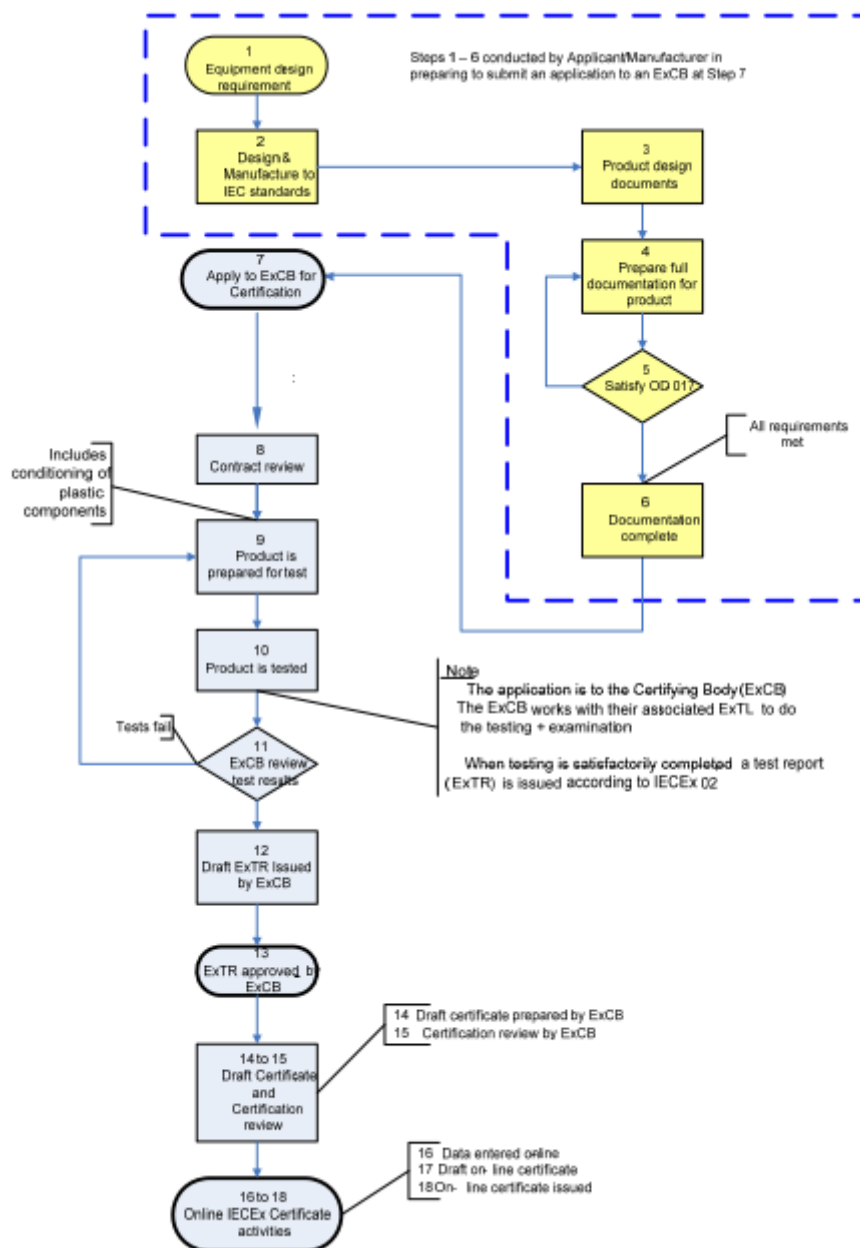 1
Equipment design
requirement
Steps 1 – 6 conducted by Applicant/Manufacturer in
preparing to submit an application to an ExCB at Step 7
2
Design &
Manufacture to
IEC standards
3
Product design
documents
4
Prepare full
documentation for
product
5
Satisfy OD 017
All requirements
met
6
Documentation
complete
7
Apply to ExCB for
Certification
:
8
Contract review
Includes
conditioning of
plastic
components
9
Product is
prepared for test
10
Product is tested
Note
The application is to the Certifying Body (ExCB)
The ExCB works with their associated ExTL to do
the testing + examination
When testing is satisfactorily completed a test report
(ExTR) is issued according to IECEx 02
Tests fail
11
ExCB review
test results
12
Draft ExTR Issued
by ExCB
13
ExTR approved by
ExCB
14 Draft certificate prepared by ExCB
15 Certification review by ExCB
14 to 15
Draft Certificate
and
Certification
review
16 Data entered online
17 Draft on- line certificate
18 On- line certificate issued
16 to 18
Online IECEx Certificate
activities